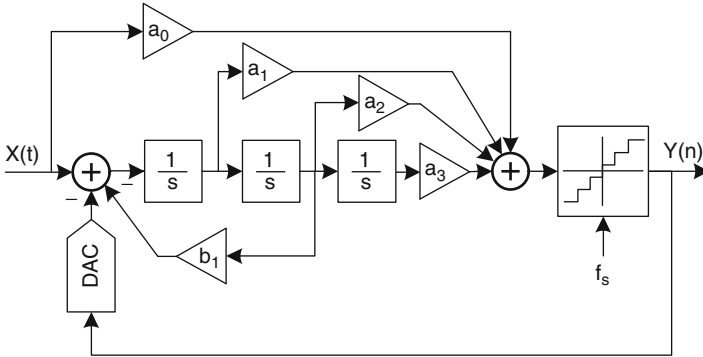 a₀
a₁
a₂
X(t)
+
1/s
1/s
1/s
a₃
+
Y(n)
b₁
DAC
fₛ